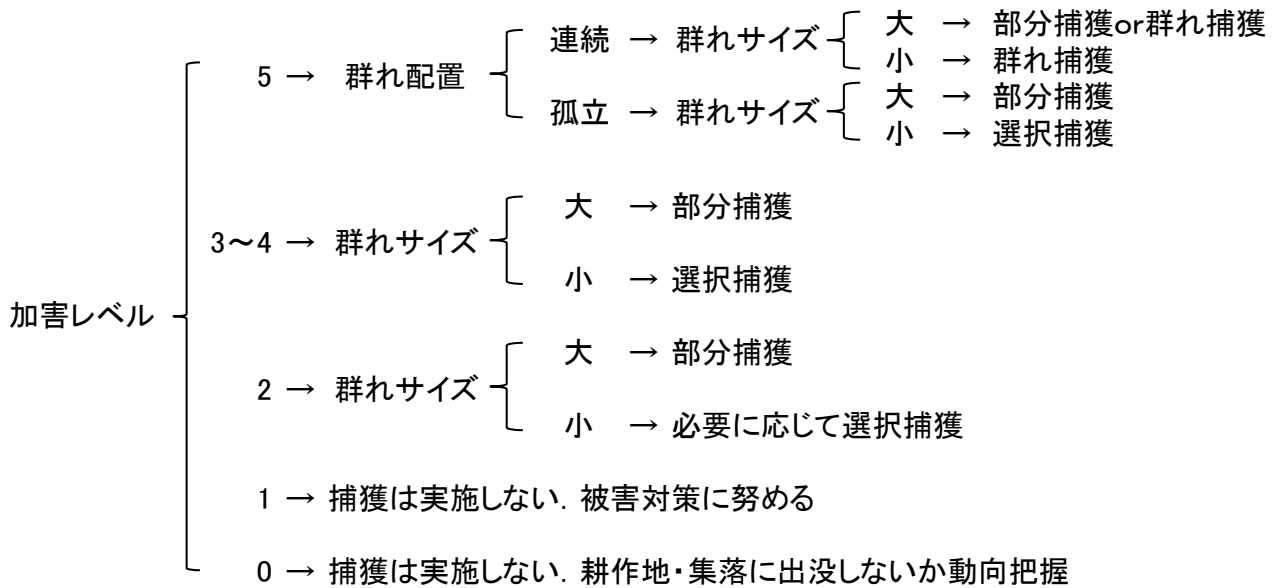 連続 → 群れサイズ 大 → 部分捕獲or群れ捕獲
小 → 群れ捕獲
5 → 群れ配置
孤立 → 群れサイズ 大 → 部分捕獲
小 → 選択捕獲
3～4 → 群れサイズ 大 → 部分捕獲
小 → 選択捕獲
加害レベル
2 → 群れサイズ 大 → 部分捕獲
小 → 必要に応じて選択捕獲
1 → 捕獲は実施しない．被害対策に努める
0 → 捕獲は実施しない．耕作地・集落に出没しないか動向把握